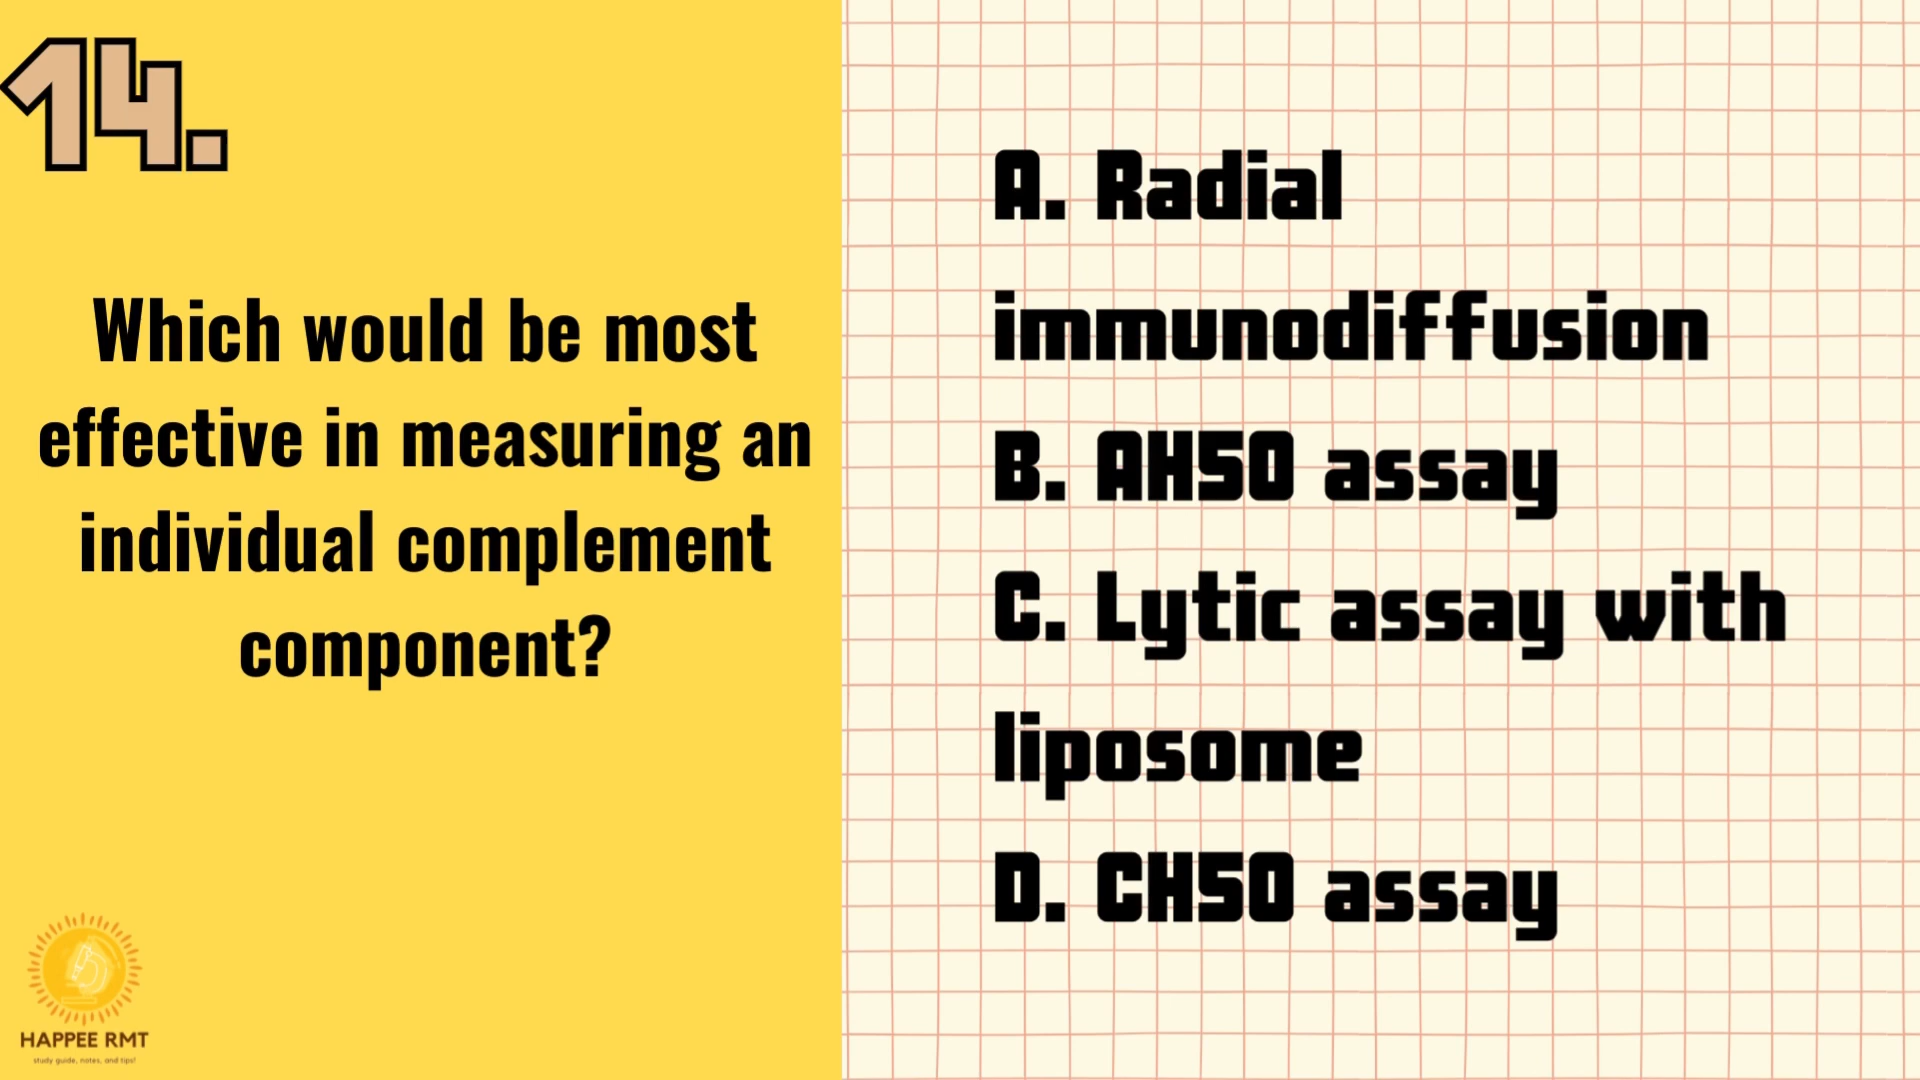 14.
Which would be most
effective in measuring an
individual complement
component?
A. Radial
immunodiffusion
B. AH50 assay
C. Lytic assay with
liposome
D. CH50 assay
HAPPEE RMT
study guide, notes, and tips!